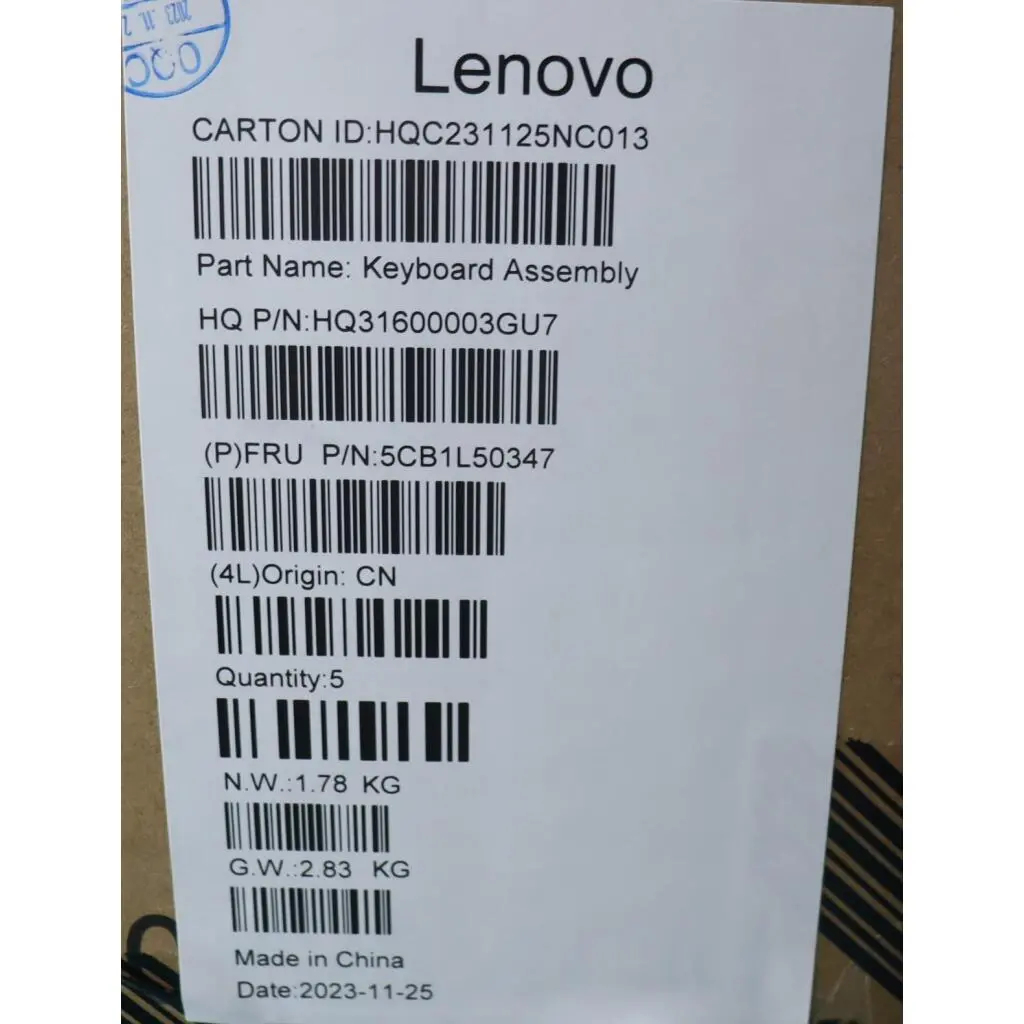 Lenovo
CARTON ID:HQC231125NC013
Part Name: Keyboard Assembly
HQ P/N:HQ31600003GU7
(P)FRU P/N:5CB1L50347
(4L)Origin: CN
Quantity:5
N.W.:1.78 KG
G.W.:2.83 KG
Made in China
Date:2023-11-25